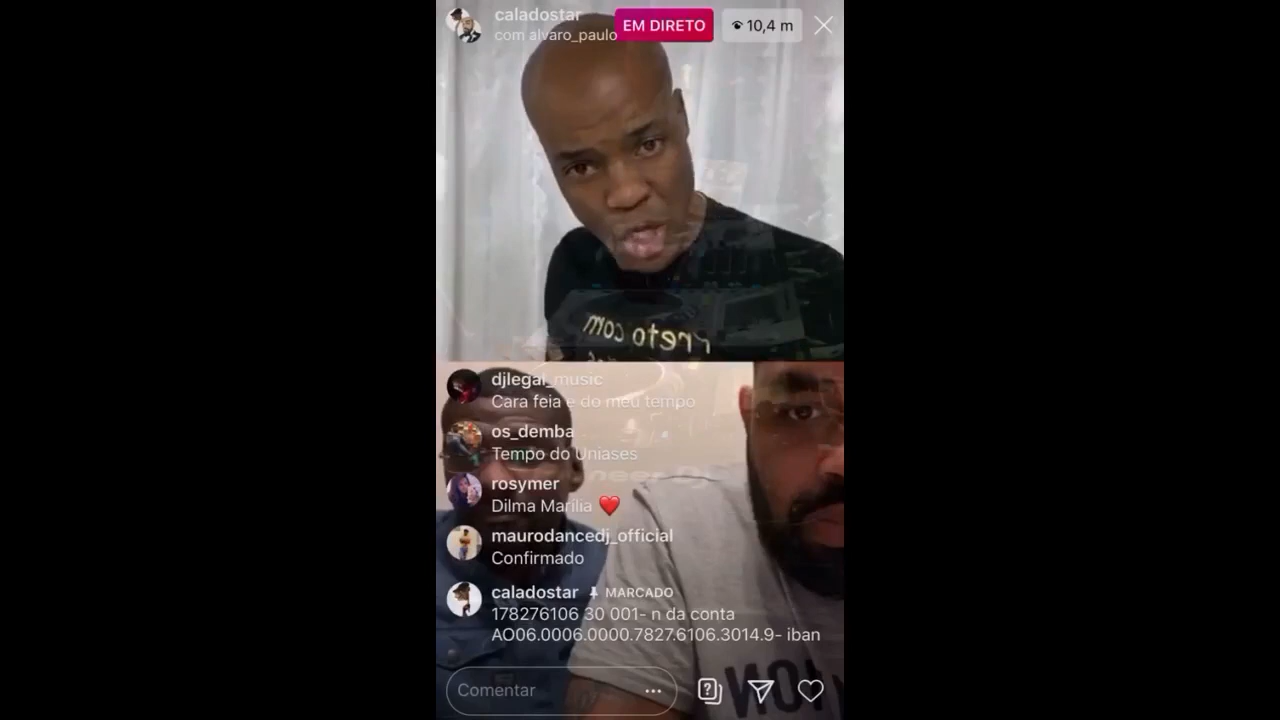 caladostar
com alvaro_paulo
EM DIRETO
10,4 m
Preto com
djlegal_music
Cara feia e do meu tempo
os_demba
Tempo do Uniases
rosymer
Dilma Marília ❤️
maurodancedj_official
Confirmado
caladostar MARCADO
178276106 30 001- n da conta
AO06.0006.0000.7827.6106.3014.9- iban
Comentar